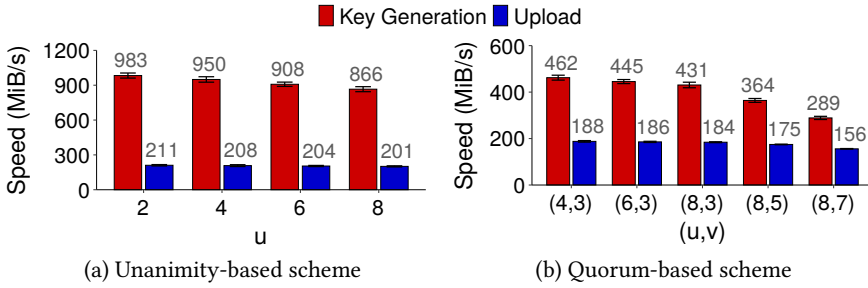 Key Generation Upload
Speed (MiB/s)
1200
900
600
300
0
983 950 908 866
211 208 204 201
2 4 6 8
u
(a) Unanimity-based scheme
Speed (MiB/s)
600
400
200
0
462 445 431 364 289
188 186 184 175 156
(4,3) (6,3) (8,3) (8,5) (8,7)
(u,v)
(b) Quorum-based scheme